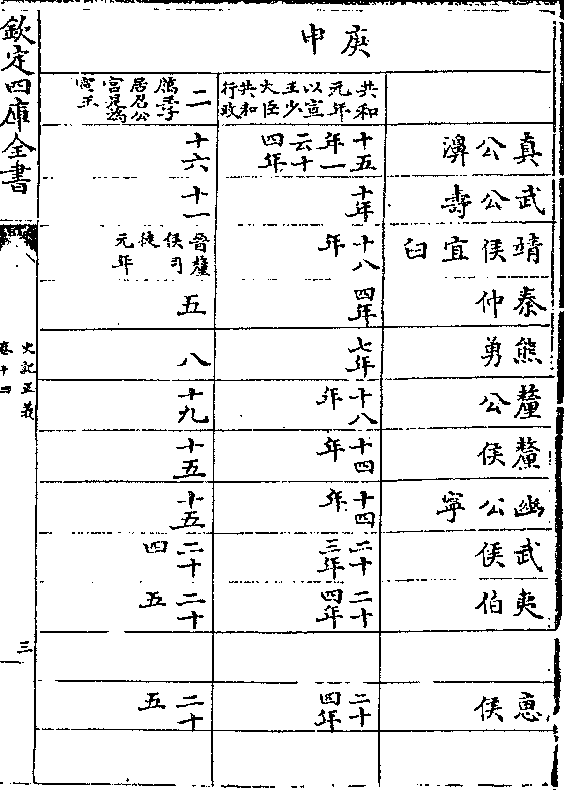 庚申
真公濞
武公壽
靖侯宜臼
秦仲
熊勇
釐公
釐侯
幽公寧
武侯
夷伯
惠侯
共和
元年
以宣
王少
大臣
共和
行政
十五
年一
云十
四年
十年
十八
年
四年
七年
十八
年
十四
年
十四
年
二十
三年
二十
四年
二十
四年
二
厲王子
居召公
宮是為
宣王
十六
十一
晉釐
侯司
徒
元年
五
八
十九
十五
十五
二十
四
二十
五
二十
五
欽定四庫全書
史記正義
卷十四
三